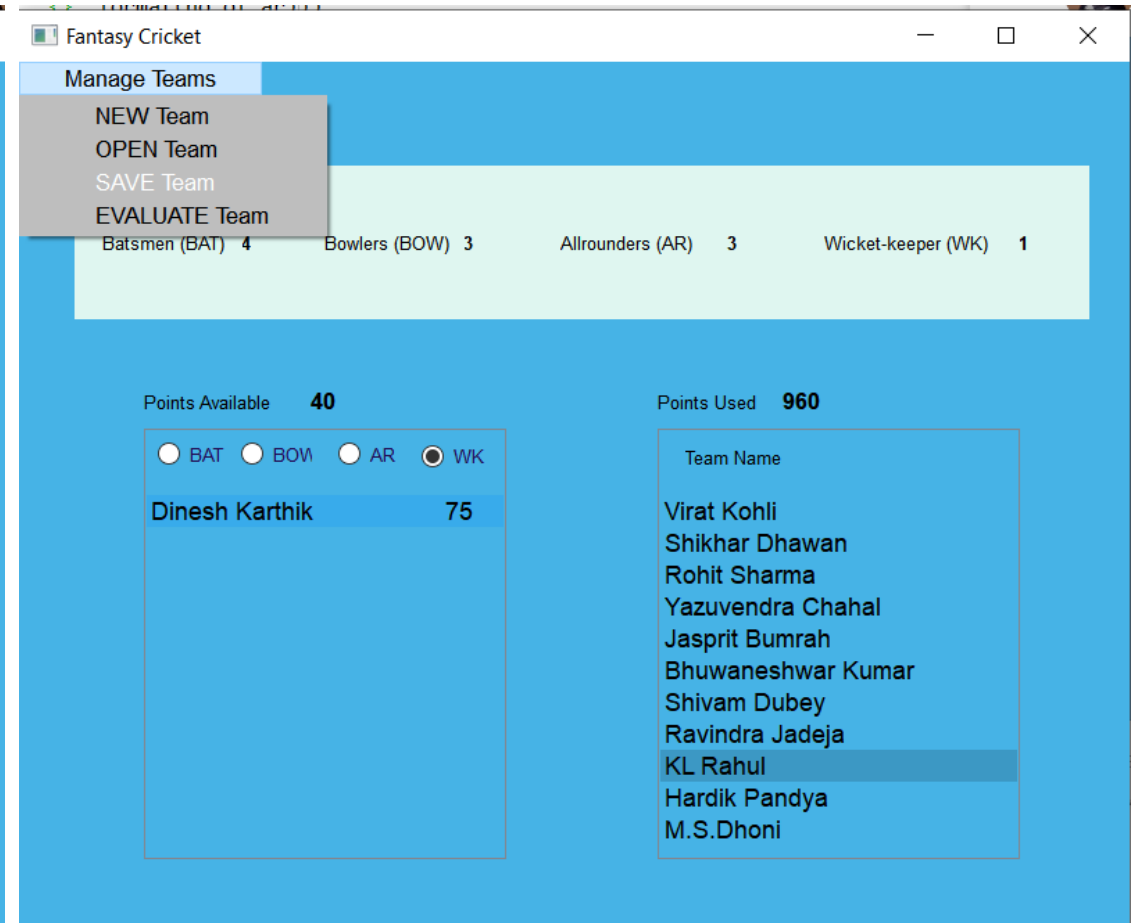 Fantasy Cricket
Manage Teams
NEW Team
OPEN Team
SAVE Team
EVALUATE Team
Batsmen (BAT) 4 Bowlers (BOW) 3 Allrounders (AR) 3 Wicket-keeper (WK) 1
Points Available 40 Points Used 960
BAT BOW AR WK
Team Name
Dinesh Karthik 75
Virat Kohli
Shikhar Dhawan
Rohit Sharma
Yazuvendra Chahal
Jasprit Bumrah
Bhuwaneshwar Kumar
Shivam Dubey
Ravindra Jadeja
KL Rahul
Hardik Pandya
M.S.Dhoni